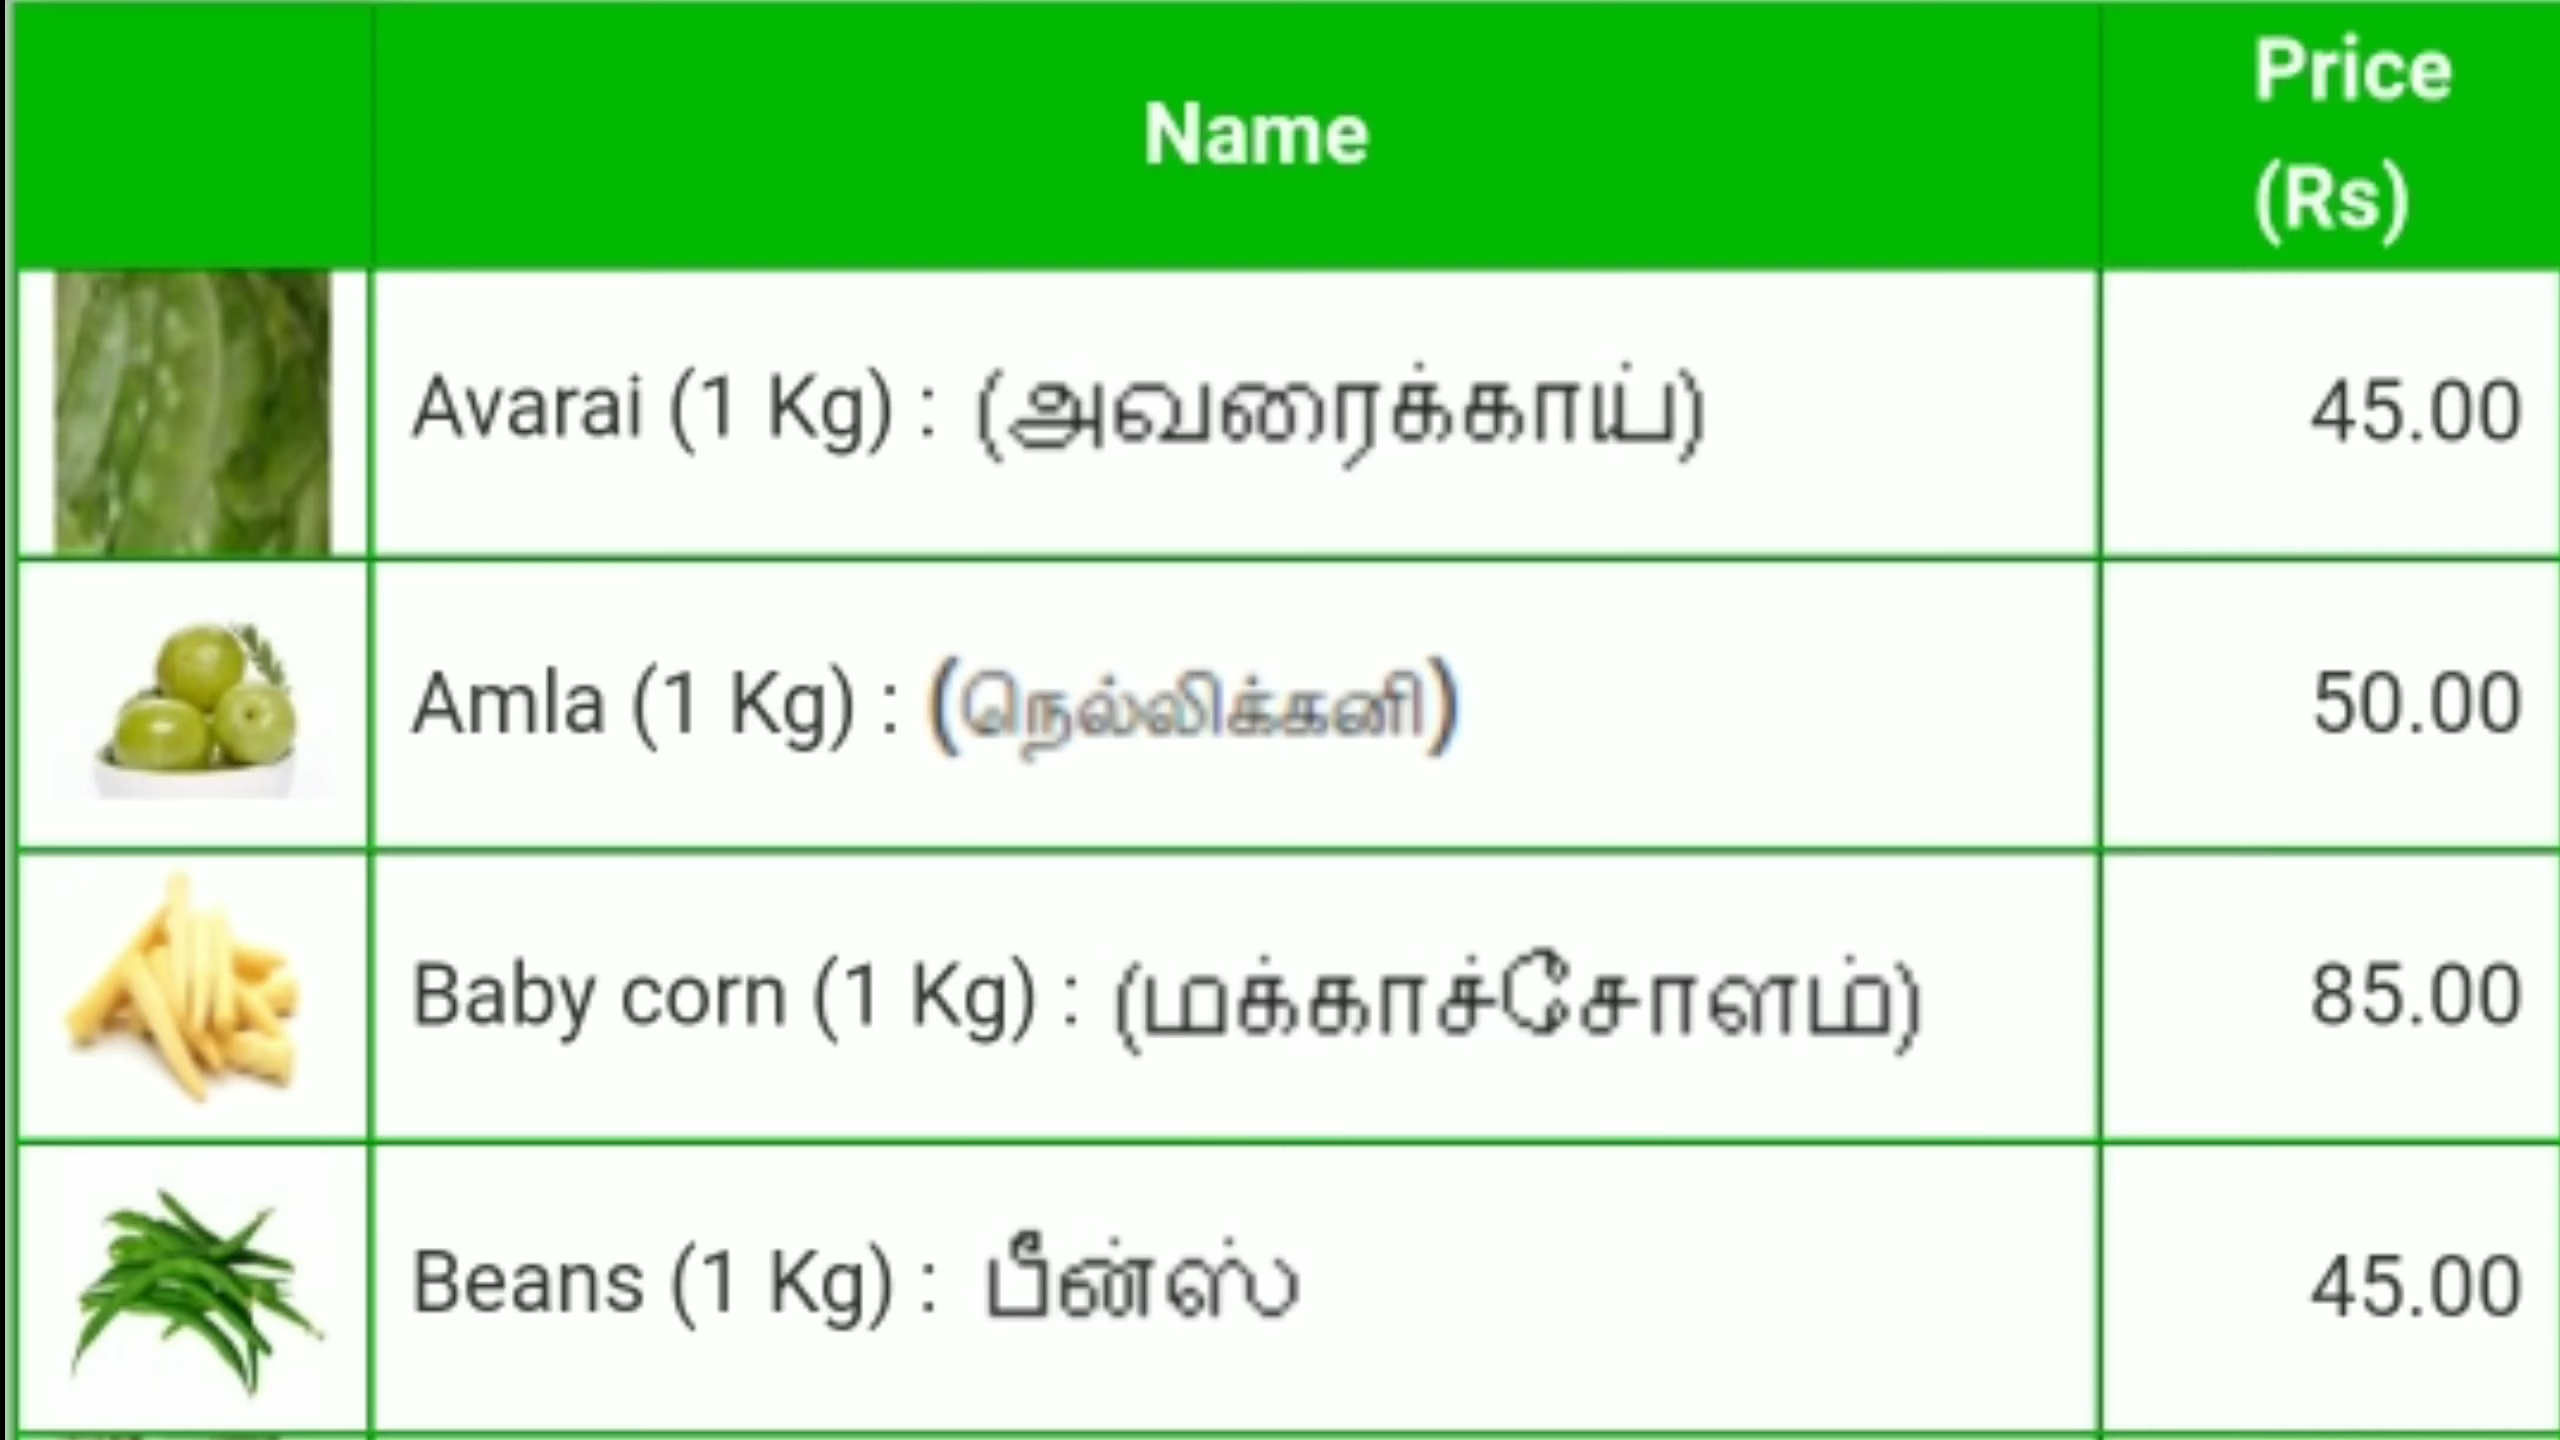 Name
Price
(Rs)
Avarai (1 Kg) : (அவரைக்காய்)
45.00
Amla (1 Kg) : (நெல்லிக்கனி)
50.00
Baby corn (1 Kg) : (மக்காச்சோளம்)
85.00
Beans (1 Kg) : பீன்ஸ்
45.00